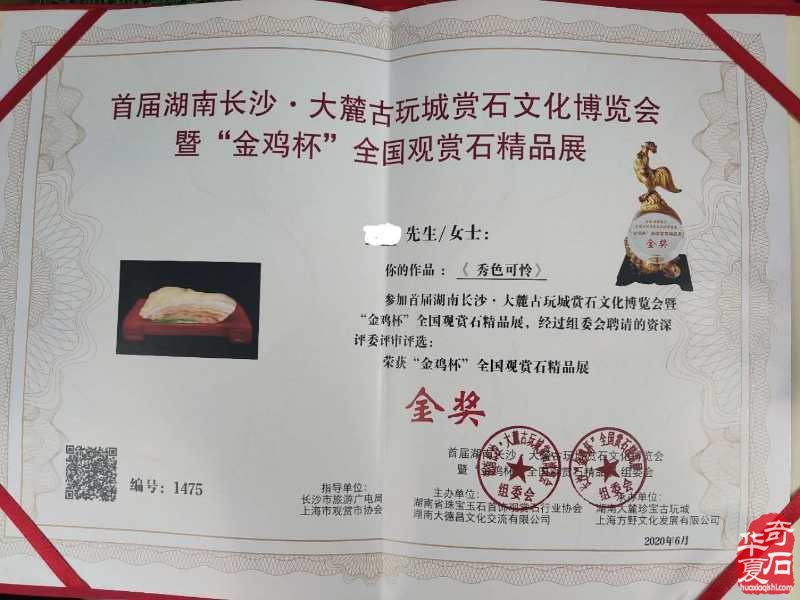 首届湖南长沙·大麓古玩城赏石文化博览会
暨“金鸡杯”全国观赏石精品展
金奖
先生/女士:
你的作品:《秀色可怜》
参加首届湖南长沙·大麓古玩城赏石文化博览会暨
“金鸡杯”全国观赏石精品展,经过组委会聘请的资深
评委评审评选:
荣获“金鸡杯”全国观赏石精品展
金奖
首届湖南长沙·大麓古玩城赏石文化博览会
暨“金鸡杯”全国观赏石精品展组委会
组委会
组委会
编号:1475
指导单位:
长沙市旅游广电局
上海市观赏市协会
主办单位:
湖南省珠宝玉石首饰观赏石行业协会
湖南大德昌文化交流有限公司
承办单位:
湖南大麓珍宝古玩城
上海方野文化发展有限公司
2020年6月
华夏奇石
huaxiaqishi.com